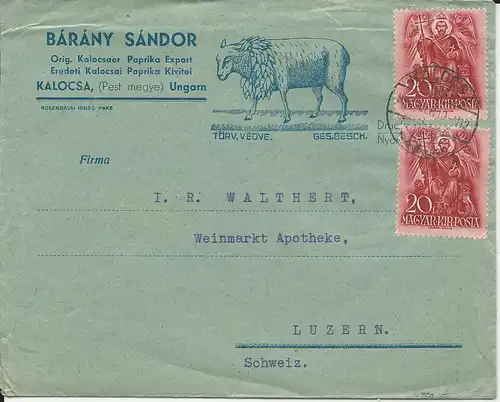 BÁRÁNY SÁNDOR
Orig. Kalocsaer Paprika Export
Eredeti Kalocsai Paprika Kivitel
KALOCSA, (Pest megye) Ungarn
ROSENBAUM IGNÁC PAKS
TÖRV. VÉDVE. GES. GESCH.
20 MAGYAR·KIR·POSTA
20
MAGYAR·KIR·POSTA
Firma
I. R. WALTHERT,
Weinmarkt Apotheke,
LUZERN.
Schweiz.